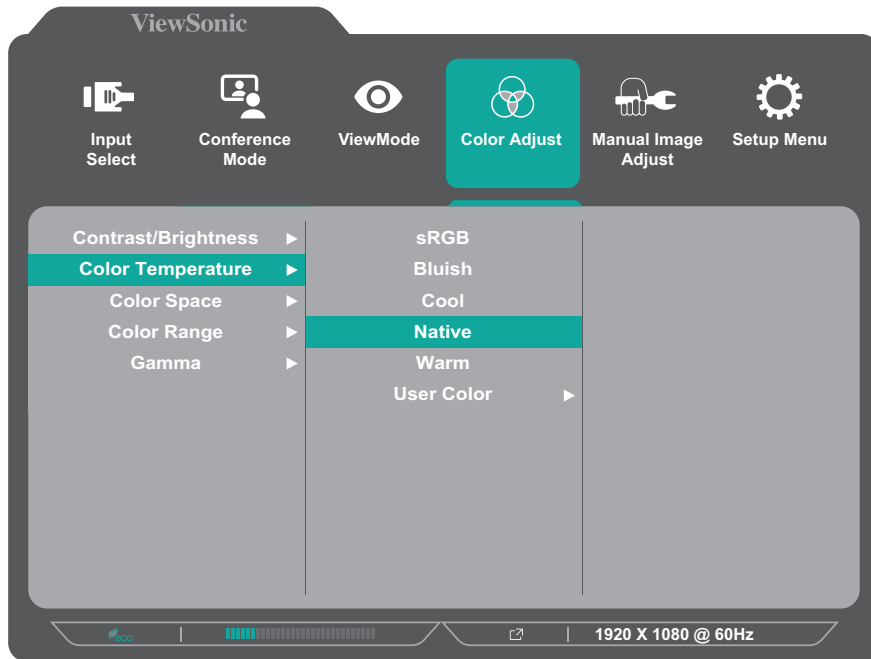 ViewSonic
Input
Select
Conference
Mode
ViewMode
Color Adjust
Manual Image
Adjust
Setup Menu
Contrast/Brightness
Color Temperature
Color Space
Color Range
Gamma
sRGB
Bluish
Cool
Native
Warm
User Color
eco
1920 X 1080 @ 60Hz